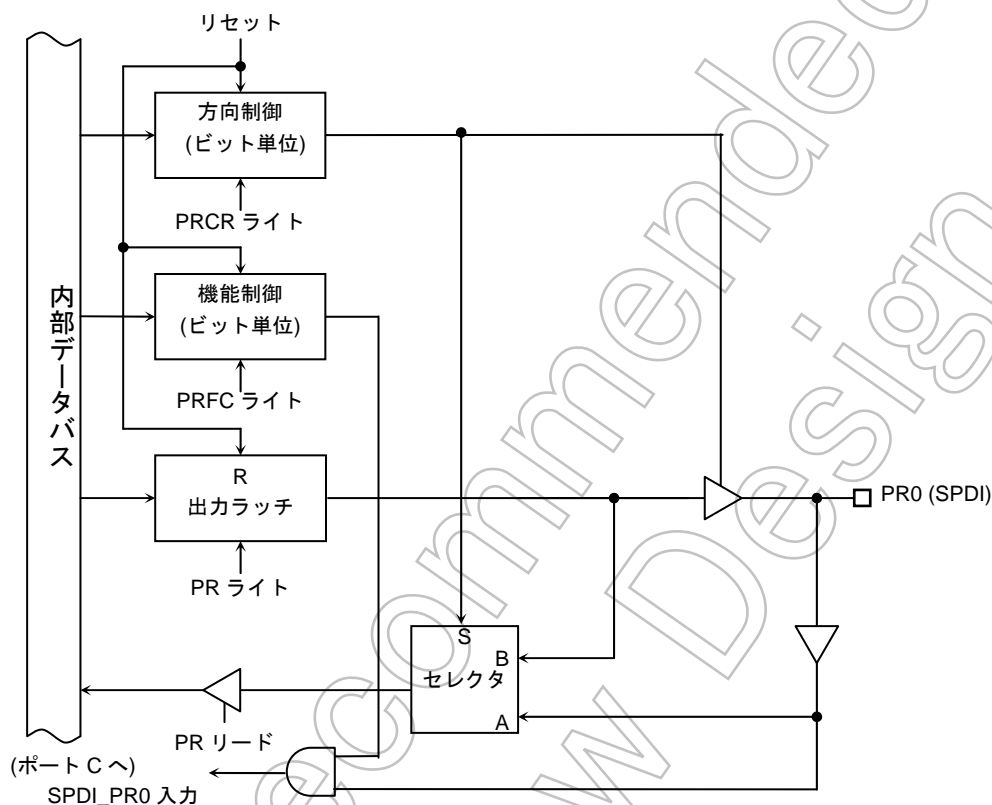 リセット
方向制御
(ビット単位)
PRCR ライト
機能制御
(ビット単位)
内部データバス
PRFC ライト
R
出力ラッチ
PR0 (SPDI)
PR ライト
S
B
セレクタ
A
PR リード
(ポート C へ)
SPDI_PR0 入力
ecommended
w Design